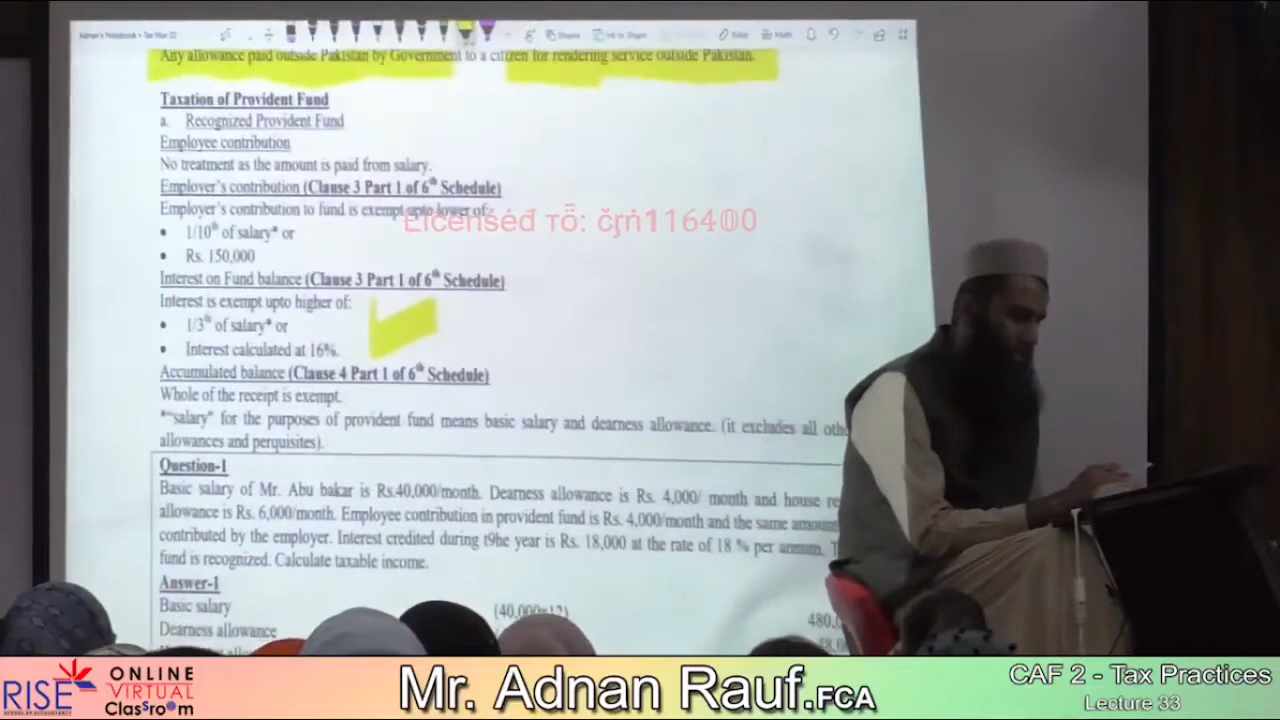 Adnan's Notebook • Tax Mar 22
Any allowance paid outside Pakistan by Government to a citizen for rendering service outside Pakistan.
Taxation of Provident Fund
a. Recognized Provident Fund
Employee contribution
No treatment as the amount is paid from salary.
Employer's contribution (Clause 3 Part 1 of 6th Schedule)
Employer's contribution to fund is exempt upto lower of:
• 1/10th of salary* or
• Rs. 150,000
Interest on Fund balance (Clause 3 Part 1 of 6th Schedule)
Interest is exempt upto higher of:
• 1/3th of salary* or
• Interest calculated at 16%.
Accumulated balance (Clause 4 Part 1 of 6th Schedule)
Whole of the receipt is exempt.
*"salary" for the purposes of provident fund means basic salary and dearness allowance. (it excludes all
allowances and perquisites).
Question-1
Basic salary of Mr. Abu bakar is Rs.40,000/month. Dearness allowance is Rs. 4,000/ month and house
allowance is Rs. 6,000/month. Employee contribution in provident fund is Rs. 4,000/month and the same
contributed by the employer. Interest credited during t9he year is Rs. 18,000 at the rate of 18 % per annum.
fund is recognized. Calculate taxable income.
Answer-1
Basic salary (40,000*12)
Dearness allowance
RISE
ONLINE
VIRTUAL
Classroom
Mr. Adnan Rauf.FCA
CAF 2 - Tax Practices
Lecture 33